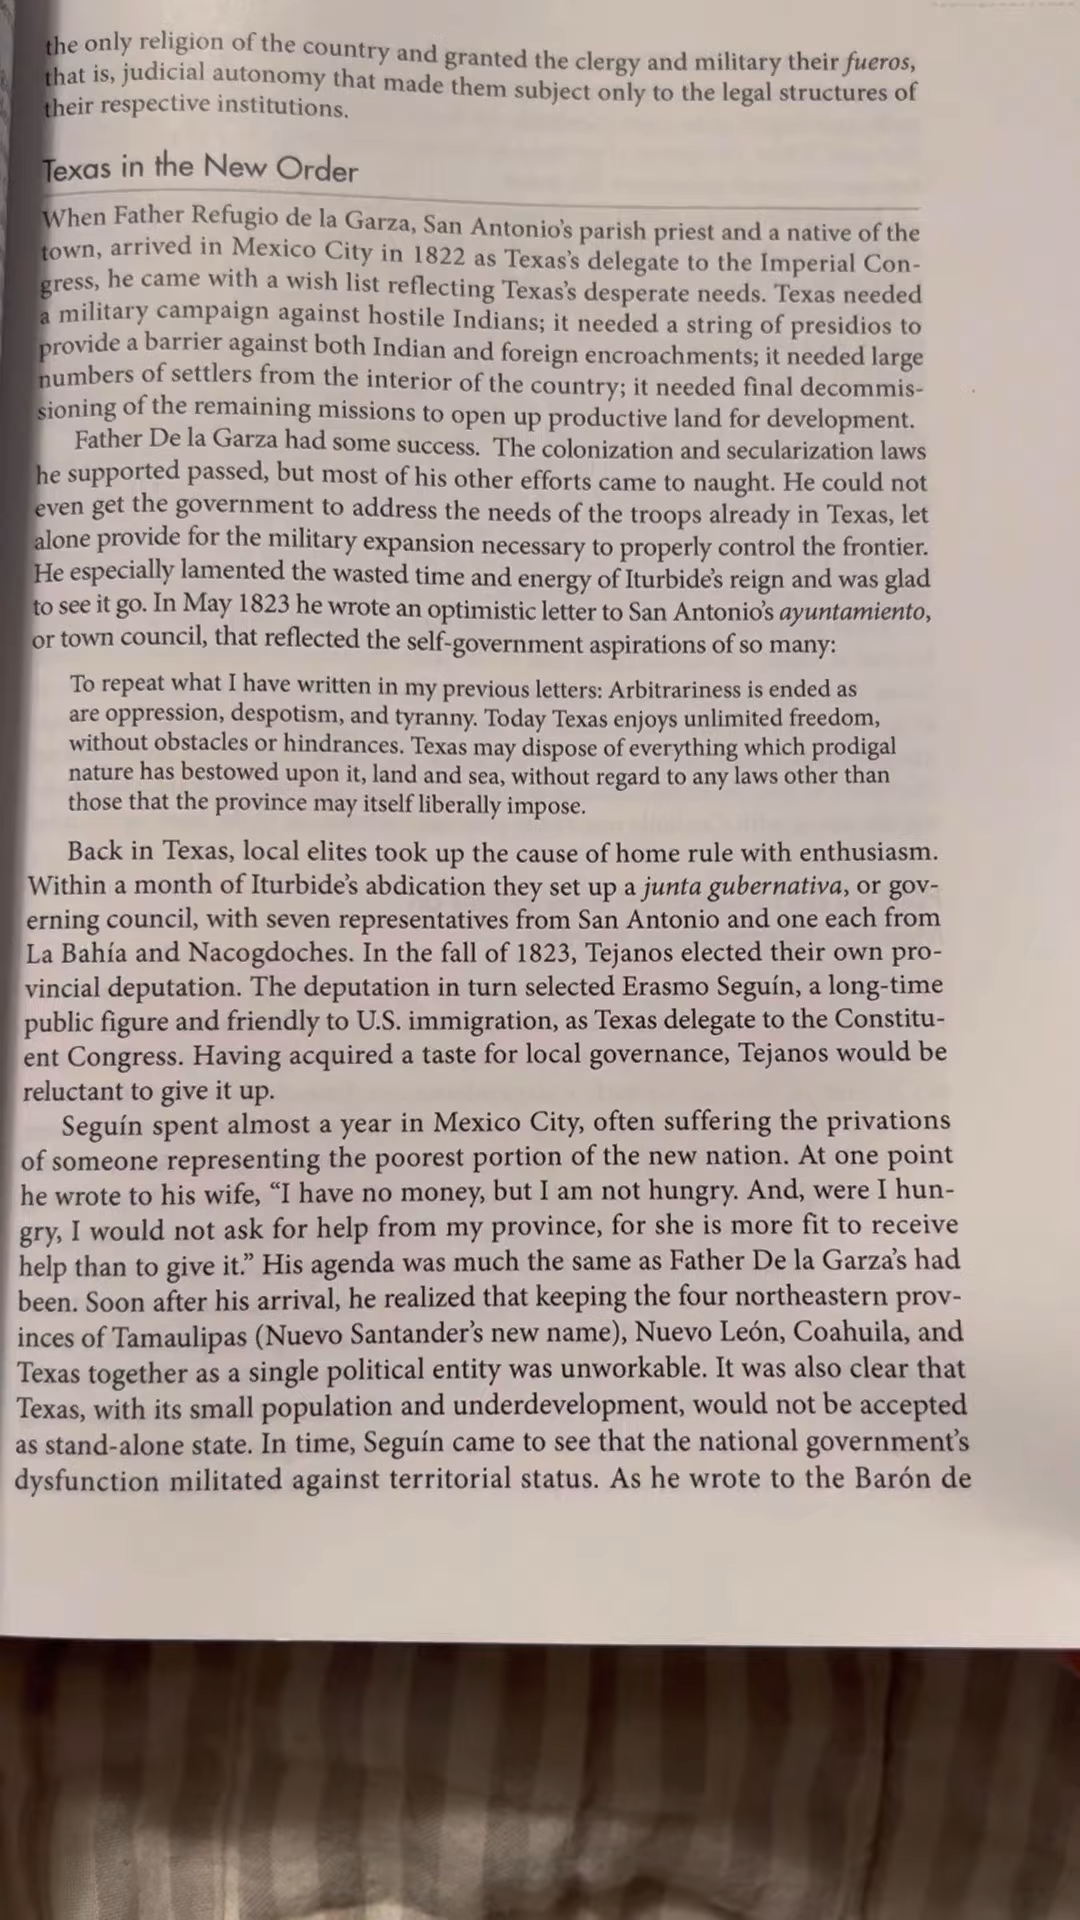 the only religion of the country and granted the clergy and military their fueros,
that is, judicial autonomy that made them subject only to the legal structures of
their respective institutions.
Texas in the New Order
When Father Refugio de la Garza, San Antonio's parish priest and a native of the
town, arrived in Mexico City in 1822 as Texas's delegate to the Imperial Con-
gress, he came with a wish list reflecting Texas's desperate needs. Texas needed
a military campaign against hostile Indians; it needed a string of presidios to
provide a barrier against both Indian and foreign encroachments; it needed large
numbers of settlers from the interior of the country; it needed final decommis-
sioning of the remaining missions to open up productive land for development.
Father De la Garza had some success. The colonization and secularization laws
he supported passed, but most of his other efforts came to naught. He could not
even get the government to address the needs of the troops already in Texas, let
alone provide for the military expansion necessary to properly control the frontier.
He especially lamented the wasted time and energy of Iturbide's reign and was glad
to see it go. In May 1823 he wrote an optimistic letter to San Antonio's ayuntamiento,
or town council, that reflected the self-government aspirations of so many:
To repeat what I have written in my previous letters: Arbitrariness is ended as
are oppression, despotism, and tyranny. Today Texas enjoys unlimited freedom,
without obstacles or hindrances. Texas may dispose of everything which prodigal
nature has bestowed upon it, land and sea, without regard to any laws other than
those that the province may itself liberally impose.
Back in Texas, local elites took up the cause of home rule with enthusiasm.
Within a month of Iturbide's abdication they set up a junta gubernativa, or gov-
erning council, with seven representatives from San Antonio and one each from
La Bahía and Nacogdoches. In the fall of 1823, Tejanos elected their own pro-
vincial deputation. The deputation in turn selected Erasmo Seguín, a long-time
public figure and friendly to U.S. immigration, as Texas delegate to the Constitu-
ent Congress. Having acquired a taste for local governance, Tejanos would be
reluctant to give it up.
Seguín spent almost a year in Mexico City, often suffering the privations
of someone representing the poorest portion of the new nation. At one point
he wrote to his wife, “I have no money, but I am not hungry. And, were I hun-
gry, I would not ask for help from my province, for she is more fit to receive
help than to give it.” His agenda was much the same as Father De la Garza's had
been. Soon after his arrival, he realized that keeping the four northeastern prov-
inces of Tamaulipas (Nuevo Santander's new name), Nuevo León, Coahuila, and
Texas together as a single political entity was unworkable. It was also clear that
Texas, with its small population and underdevelopment, would not be accepted
as stand-alone state. In time, Seguín came to see that the national government's
dysfunction militated against territorial status. As he wrote to the Barón de